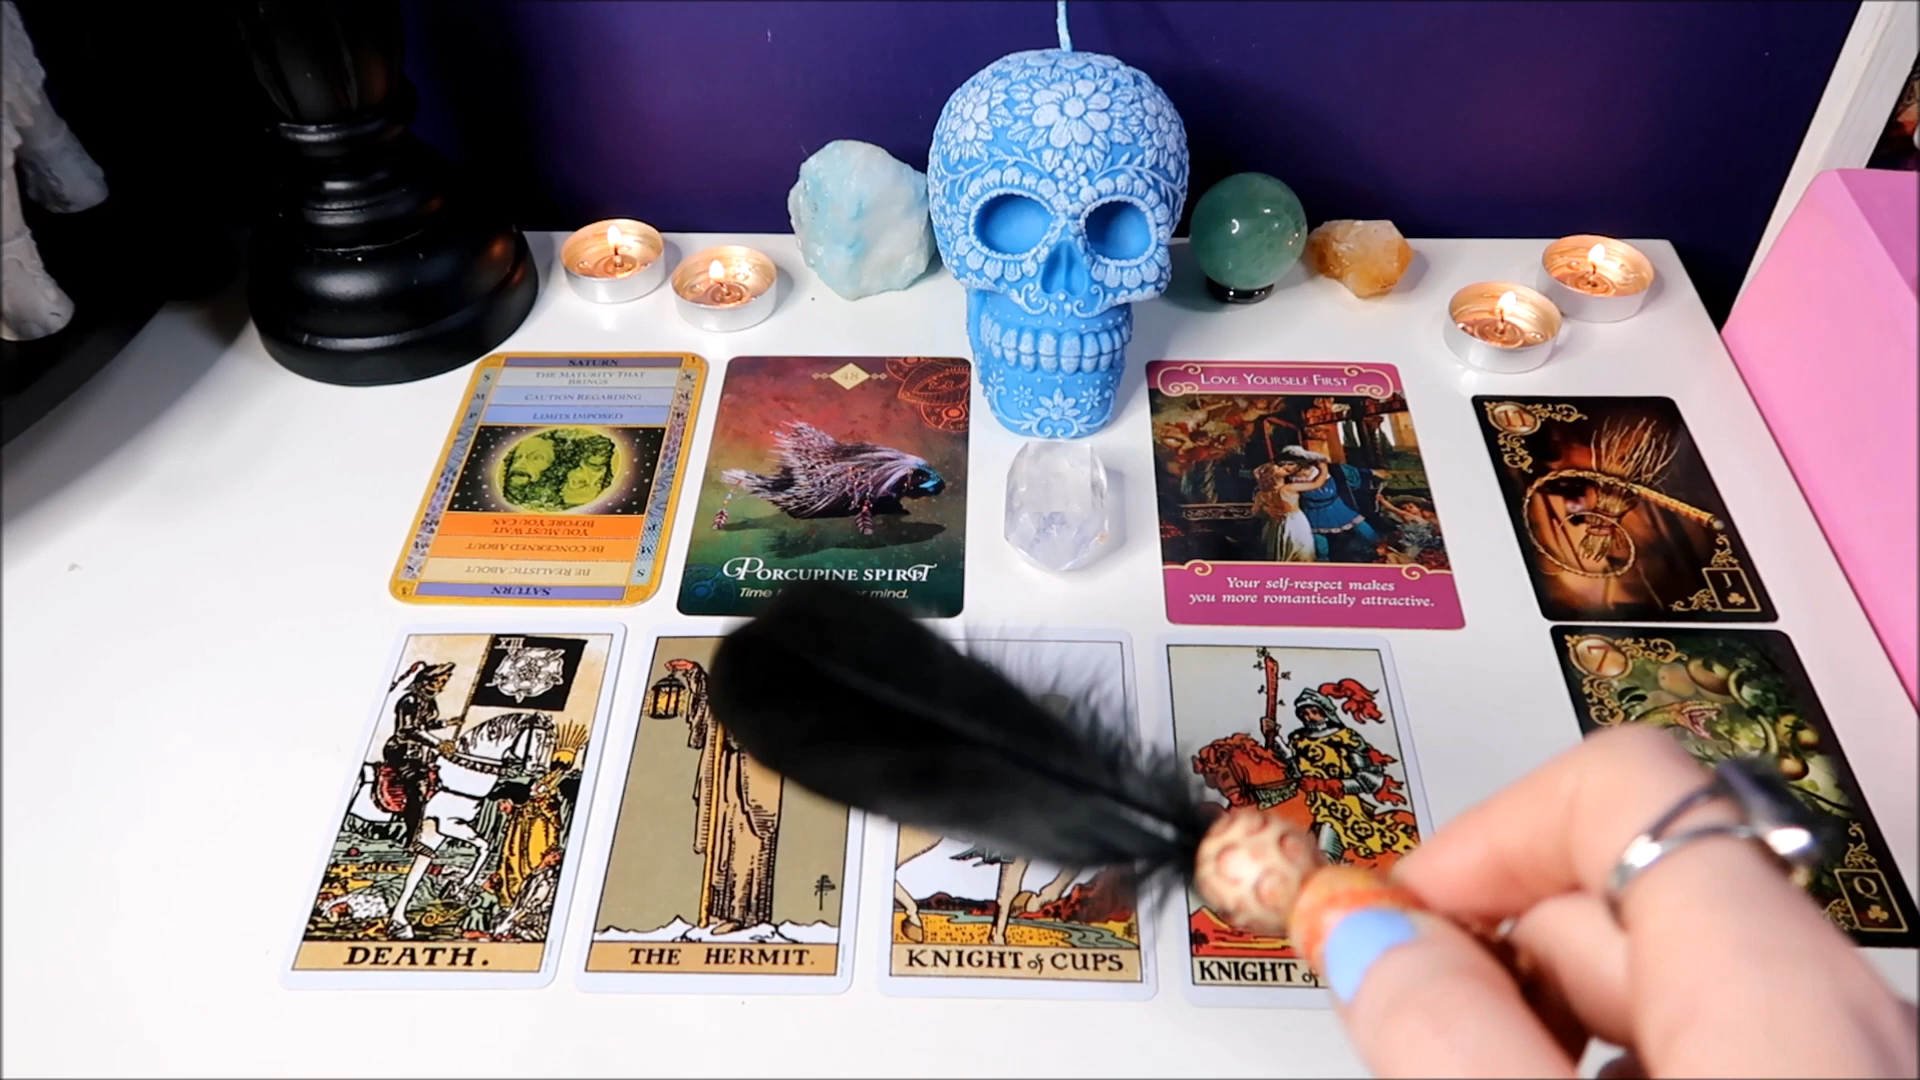 SATURN
THE MATURITY THAT
BRINGS
CAUTION REGARDING
LIMITS IMPOSED
YOU MUST WAIT
BEFORE YOU CAN
BE CONCERNED ABOUT
BE REALISTIC ABOUT
SATURN
S
M
P
M
S
48
PORCUPINE SPIRIT
Time mind.
LOVE YOURSELF FIRST
Your self-respect makes
you more romantically attractive.
11
J
XIII
DEATH.
THE HERMIT.
KNIGHT of CUPS.
KNIGHT of
7
Q